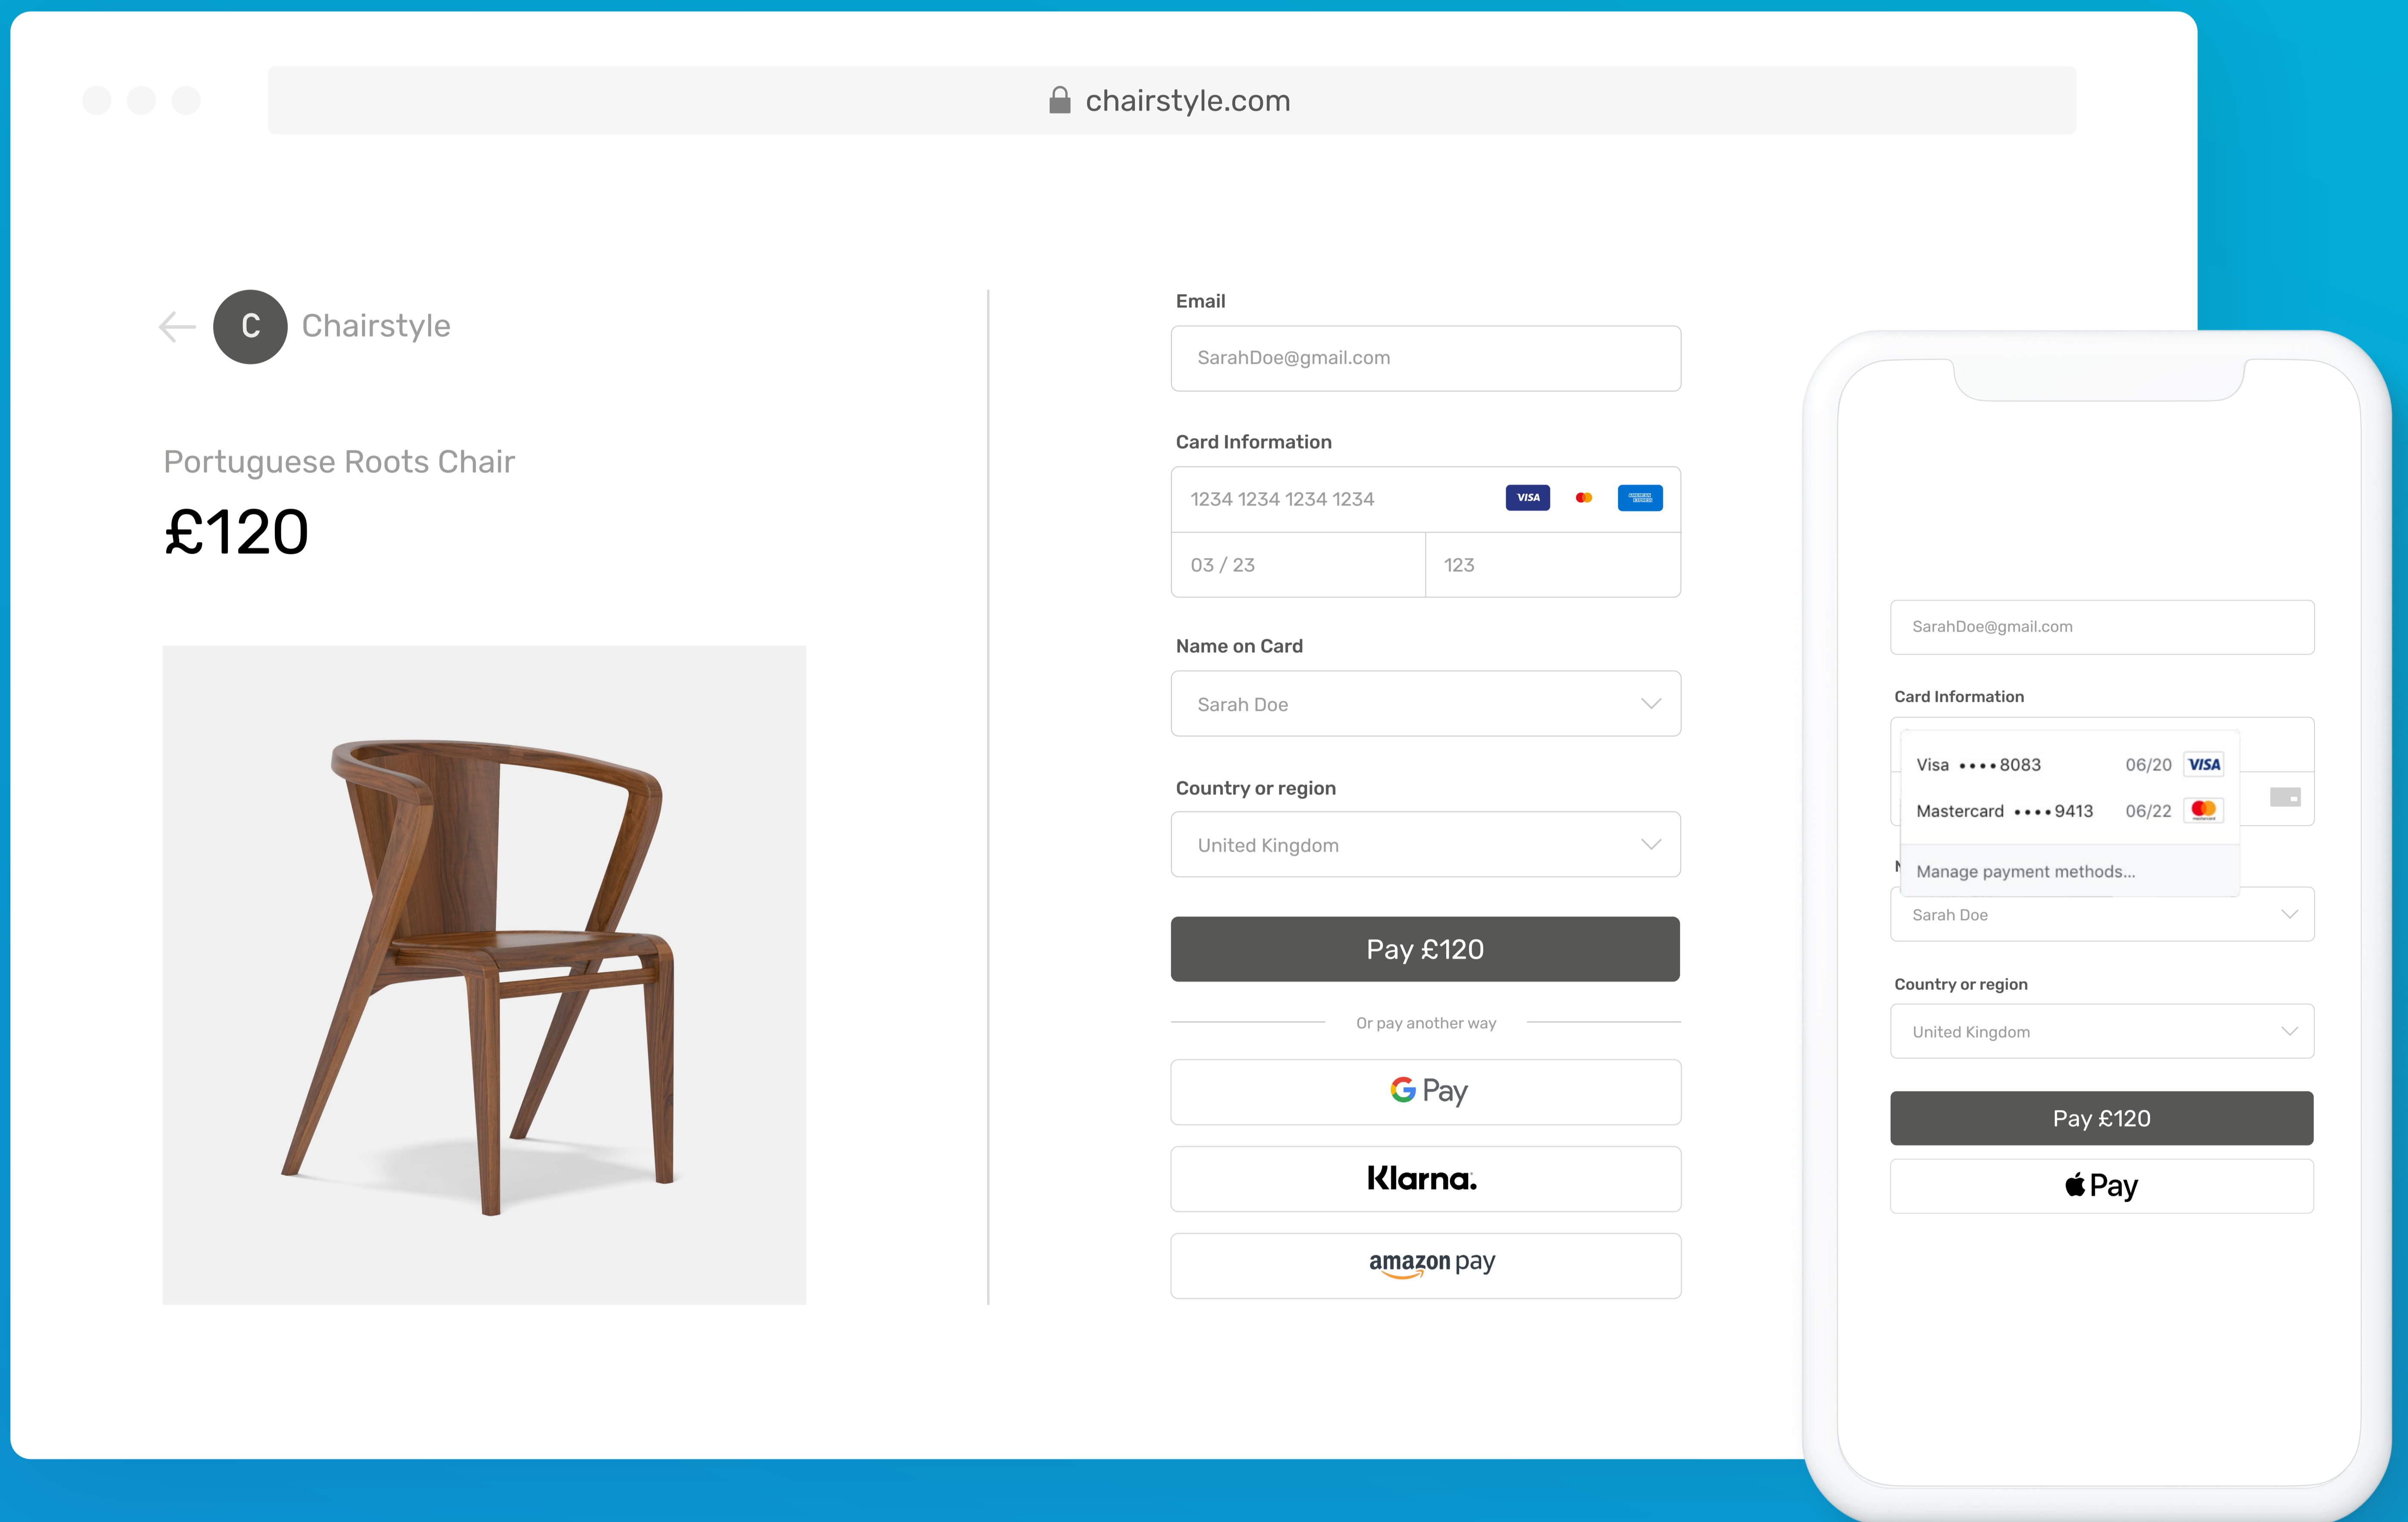 chairstyle.com
C Chairstyle
Portuguese Roots Chair
£120
Email
SarahDoe@gmail.com
Card Information
1234 1234 1234 1234 VISA AMERICAN EXPRESS
03 / 23 123
Name on Card
Sarah Doe
Country or region
United Kingdom
Pay £120
Or pay another way
G Pay
Klarna.
amazon pay
SarahDoe@gmail.com
Card Information
Visa •••• 8083 06/20 VISA
Mastercard •••• 9413 06/22 mastercard
Manage payment methods...
Sarah Doe
Country or region
United Kingdom
Pay £120
Pay